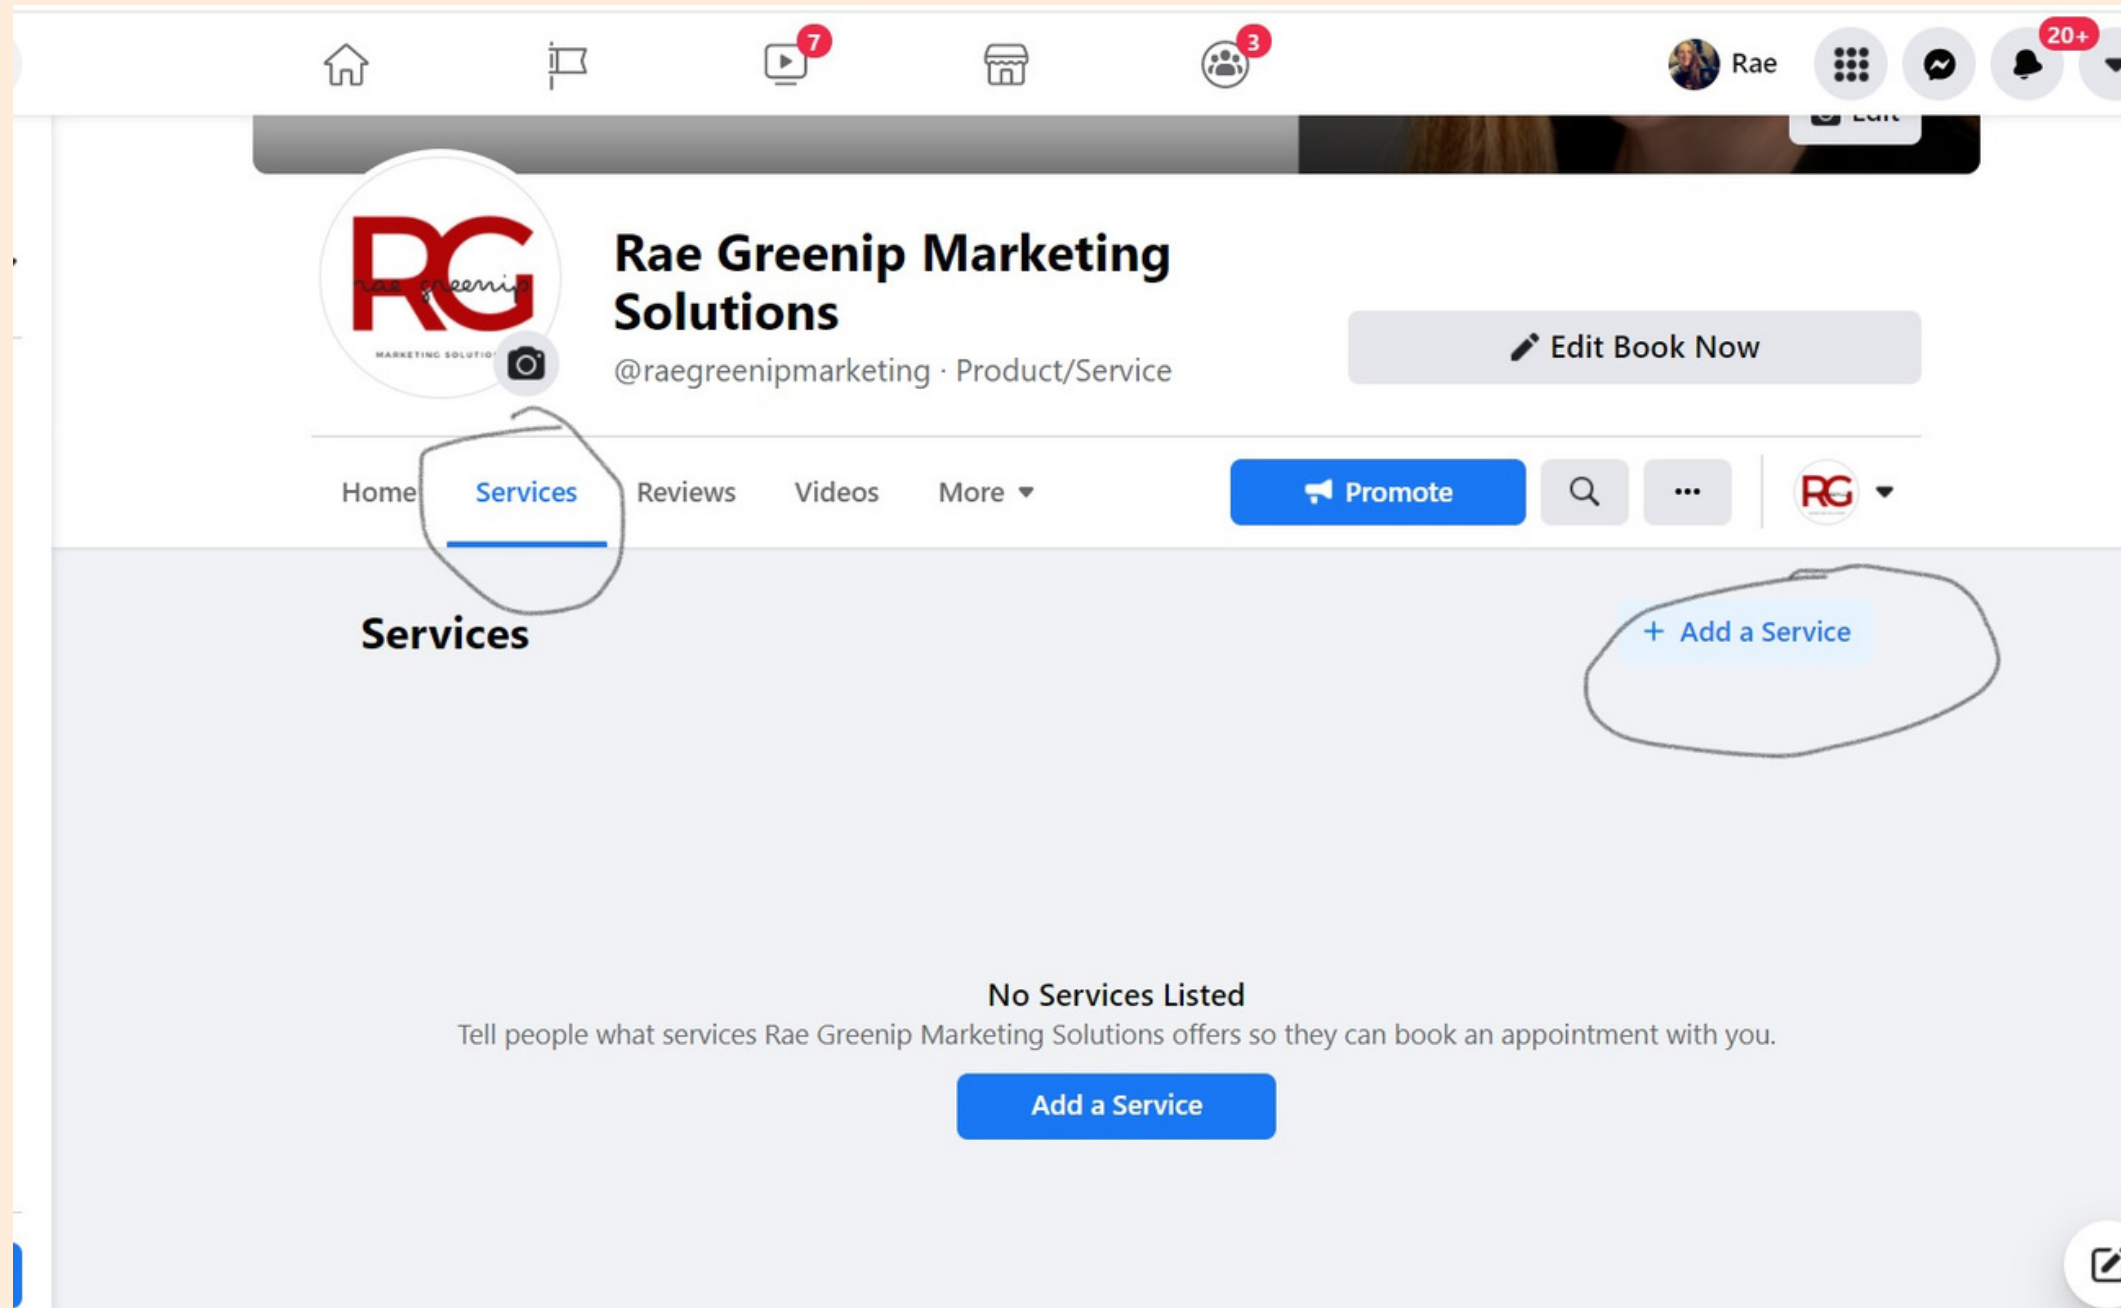 7
3
Rae
20+
Edit
RG
rae greenip
Rae Greenip Marketing
Solutions
MARKETING SOLUTIO
@raegreenipmarketing · Product/Service
Edit Book Now
Home Services Reviews Videos More
Promote
RG
Services
+ Add a Service
No Services Listed
Tell people what services Rae Greenip Marketing Solutions offers so they can book an appointment with you.
Add a Service